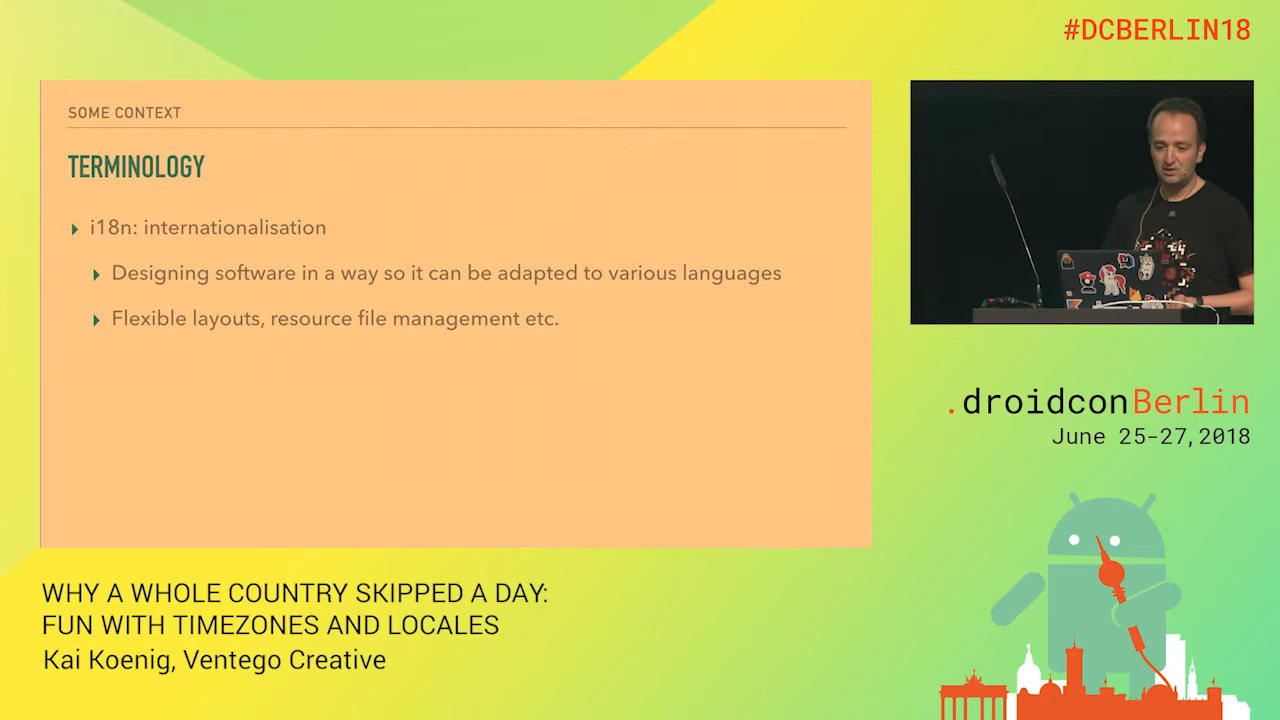 #DCBERLIN18
SOME CONTEXT
TERMINOLOGY
i18n: internationalisation
Designing software in a way so it can be adapted to various languages
Flexible layouts, resource file management etc.
.droidconBerlin
June 25-27,2018
WHY A WHOLE COUNTRY SKIPPED A DAY:
FUN WITH TIMEZONES AND LOCALES
Kai Koenig, Ventego Creative